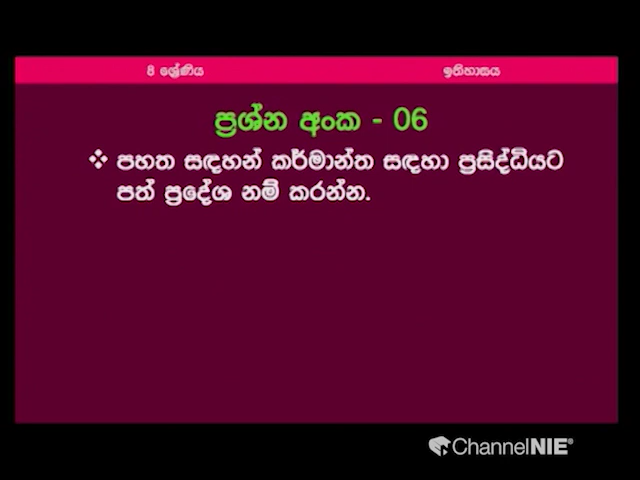 8 ශ්‍රේණිය ඉතිහාසය
ප්‍රශ්න අංක - 06
❖ පහත සඳහන් කර්මාන්ත සඳහා ප්‍රසිද්ධියට
පත් ප්‍රදේශ නම් කරන්න.
ChannelNIE®